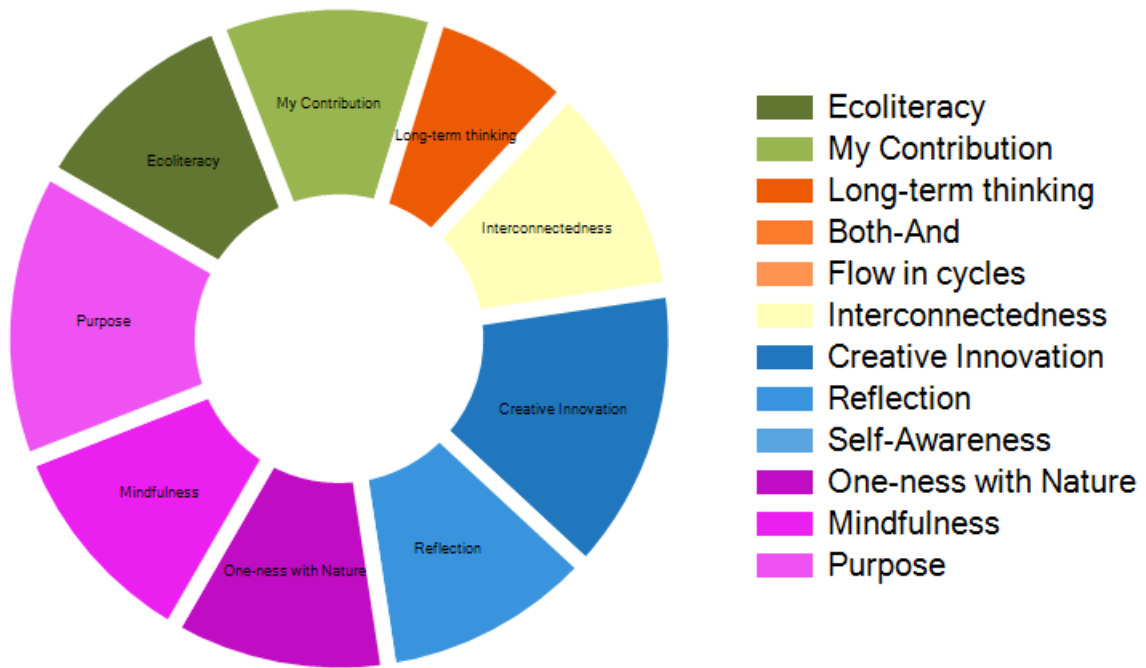 My Contribution
Long-term thinking
Ecoliteracy
Interconnectedness
Purpose
Creative Innovation
Mindfulness
Reflection
One-ness with Nature
Ecoliteracy
My Contribution
Long-term thinking
Both-And
Flow in cycles
Interconnectedness
Creative Innovation
Reflection
Self-Awareness
One-ness with Nature
Mindfulness
Purpose